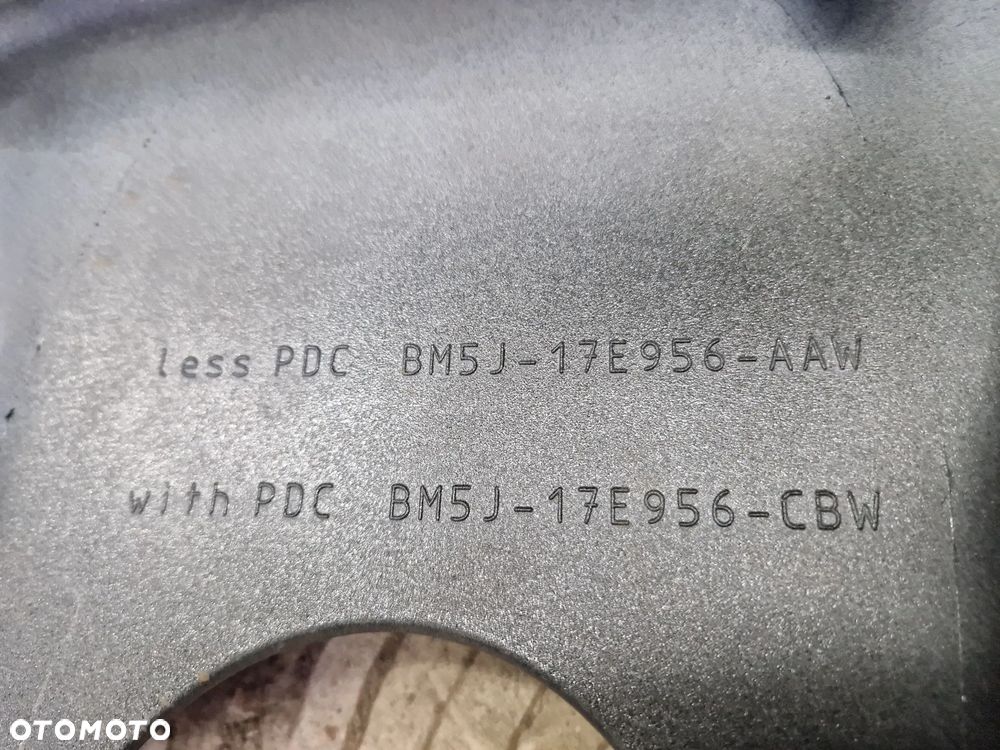 less PDC BM5J-17E956-AAW
with PDC BM5J-17E956-CBW
OTOMOTO